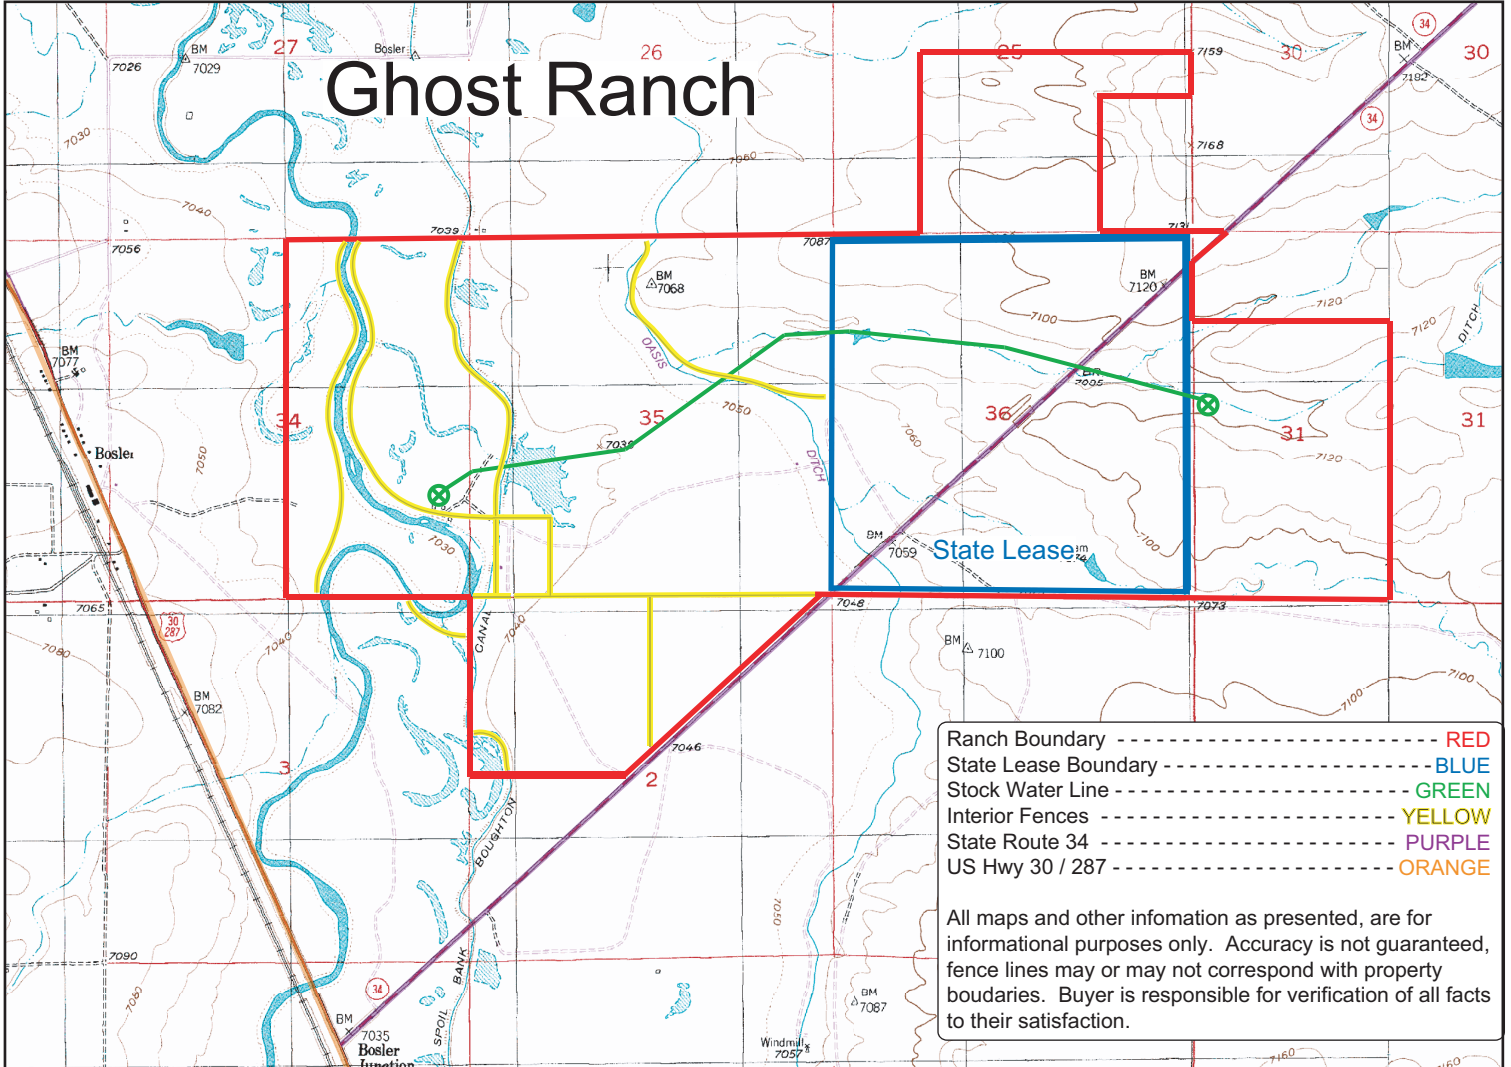 Ghost Ranch
27
26
25
30
30
34
BM
7182
BM
7029
Bosler
7026
7159
34
7030
7060
7168
7040
7056
7039
7087
7131
BM
7068
BM
7120
7100
7120
7120
DITCH
OASIS
BM
7077
34
35
7050
36
31
31
7060
7120
7050
Bosler
DITCH
BM
7059
State Lease
7100
7030
7065
30
287
7048
7073
7040
CANAL
7040
7080
BM
7100
7100
7100
BM
7082
7046
3
2
BOUGHTON
BANK
SPOIL
7090
7080
7050
34
BM
7035
Bosler
Junction
BM
7087
Windmill
7057
7160
7160
Ranch Boundary - - - - - - - - - - - - - - - - - - - - - - - - - - - - - RED
State Lease Boundary - - - - - - - - - - - - - - - - - - - - - - - - BLUE
Stock Water Line - - - - - - - - - - - - - - - - - - - - - - - - - - GREEN
Interior Fences - - - - - - - - - - - - - - - - - - - - - - - - - - YELLOW
State Route 34 - - - - - - - - - - - - - - - - - - - - - - - - - - PURPLE
US Hwy 30 / 287 - - - - - - - - - - - - - - - - - - - - - - - - ORANGE
All maps and other infomation as presented, are for
informational purposes only. Accuracy is not guaranteed,
fence lines may or may not correspond with property
boudaries. Buyer is responsible for verification of all facts
to their satisfaction.